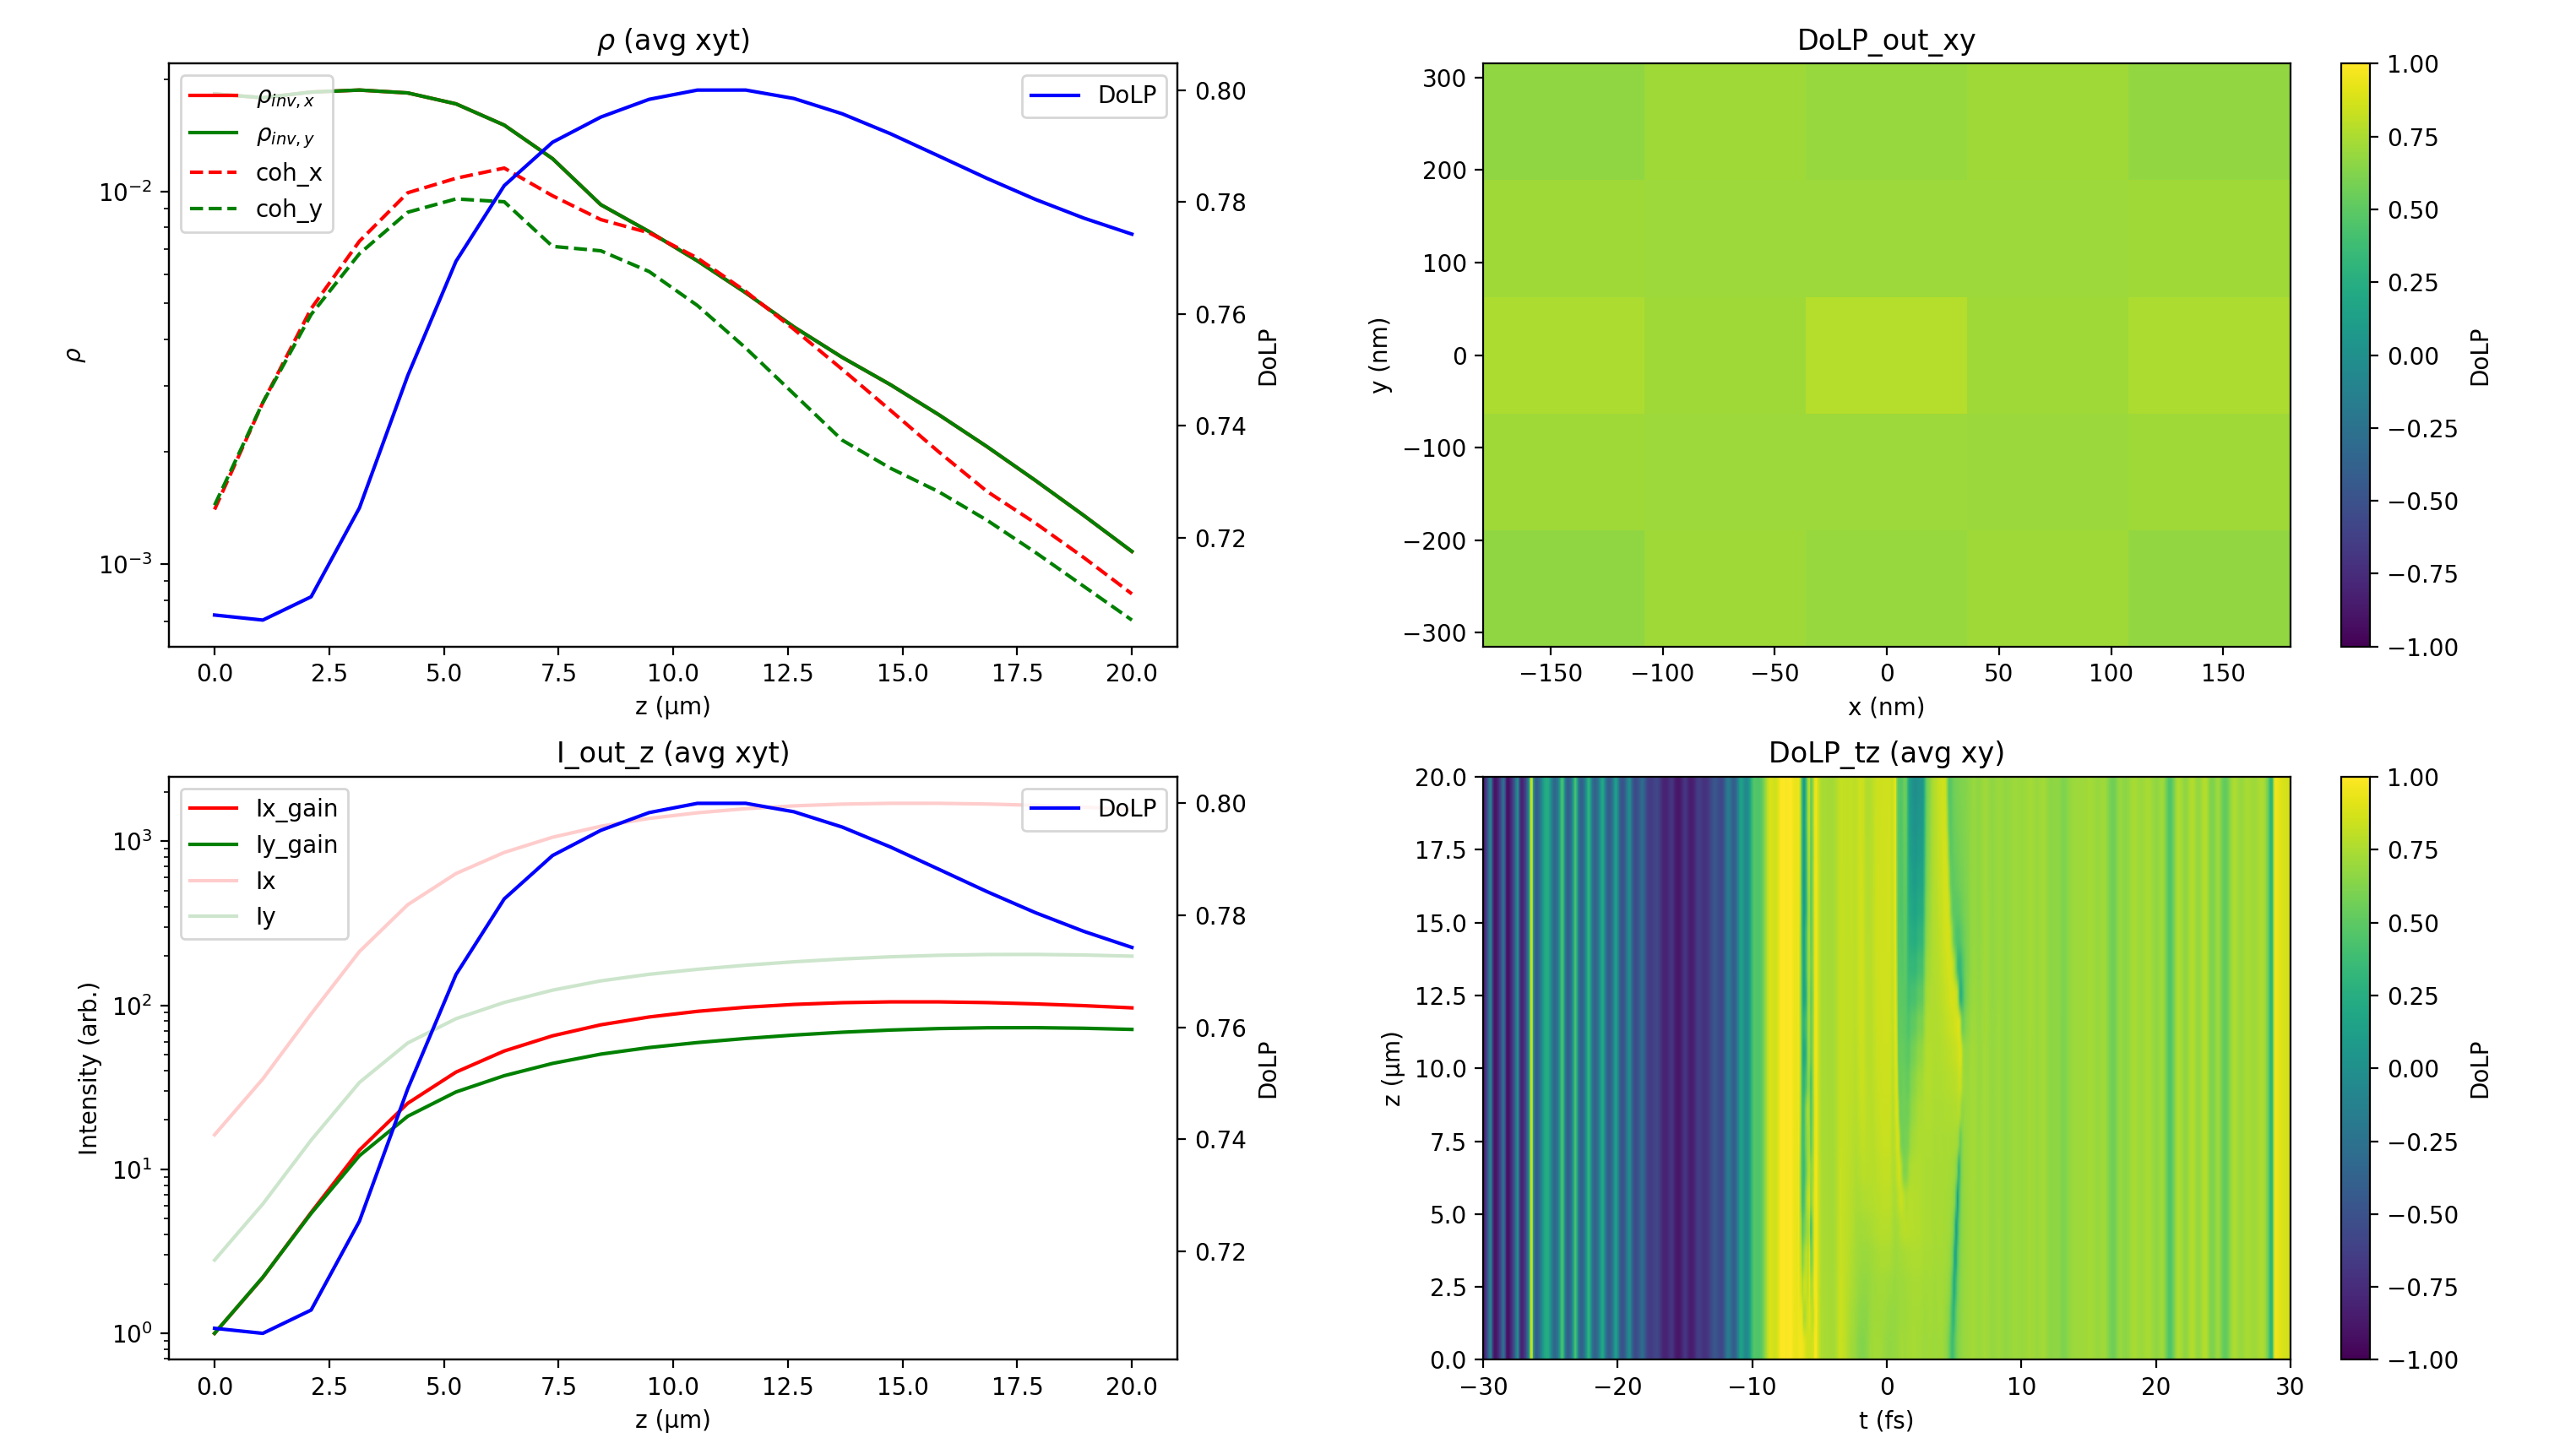 ρ (avg xyt)
ρ_inv,x
ρ_inv,y
coh_x
coh_y
DoLP
10⁻²
10⁻³
ρ
0.80
0.78
0.76
0.74
0.72
DoLP
0.0 2.5 5.0 7.5 10.0 12.5 15.0 17.5 20.0
z (μm)
DoLP_out_xy
300
200
100
0
−100
−200
−300
y (nm)
−150 −100 −50 0 50 100 150
x (nm)
1.00
0.75
0.50
0.25
0.00
−0.25
−0.50
−0.75
−1.00
DoLP
I_out_z (avg xyt)
Ix_gain
Iy_gain
Ix
Iy
DoLP
10³
10²
10¹
10⁰
Intensity (arb.)
0.80
0.78
0.76
0.74
0.72
DoLP
0.0 2.5 5.0 7.5 10.0 12.5 15.0 17.5 20.0
z (μm)
DoLP_tz (avg xy)
20.0
17.5
15.0
12.5
10.0
7.5
5.0
2.5
0.0
z (μm)
−30 −20 −10 0 10 20 30
t (fs)
1.00
0.75
0.50
0.25
0.00
−0.25
−0.50
−0.75
−1.00
DoLP